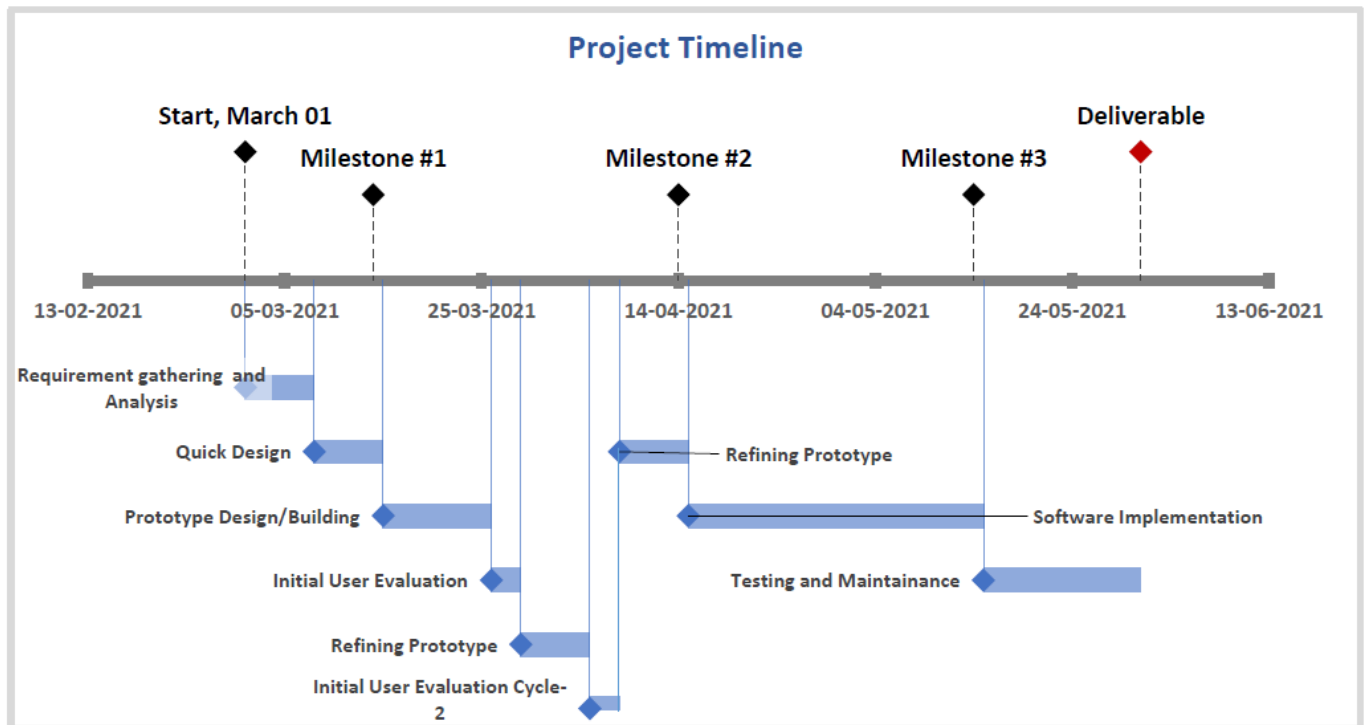 Project Timeline
Start, March 01
Deliverable
Milestone #1
Milestone #2
Milestone #3
13-02-2021
05-03-2021
25-03-2021
14-04-2021
04-05-2021
24-05-2021
13-06-2021
Requirement gathering and
Analysis
Quick Design
Refining Prototype
Prototype Design/Building
Software Implementation
Initial User Evaluation
Testing and Maintainance
Refining Prototype
Initial User Evaluation Cycle-
2